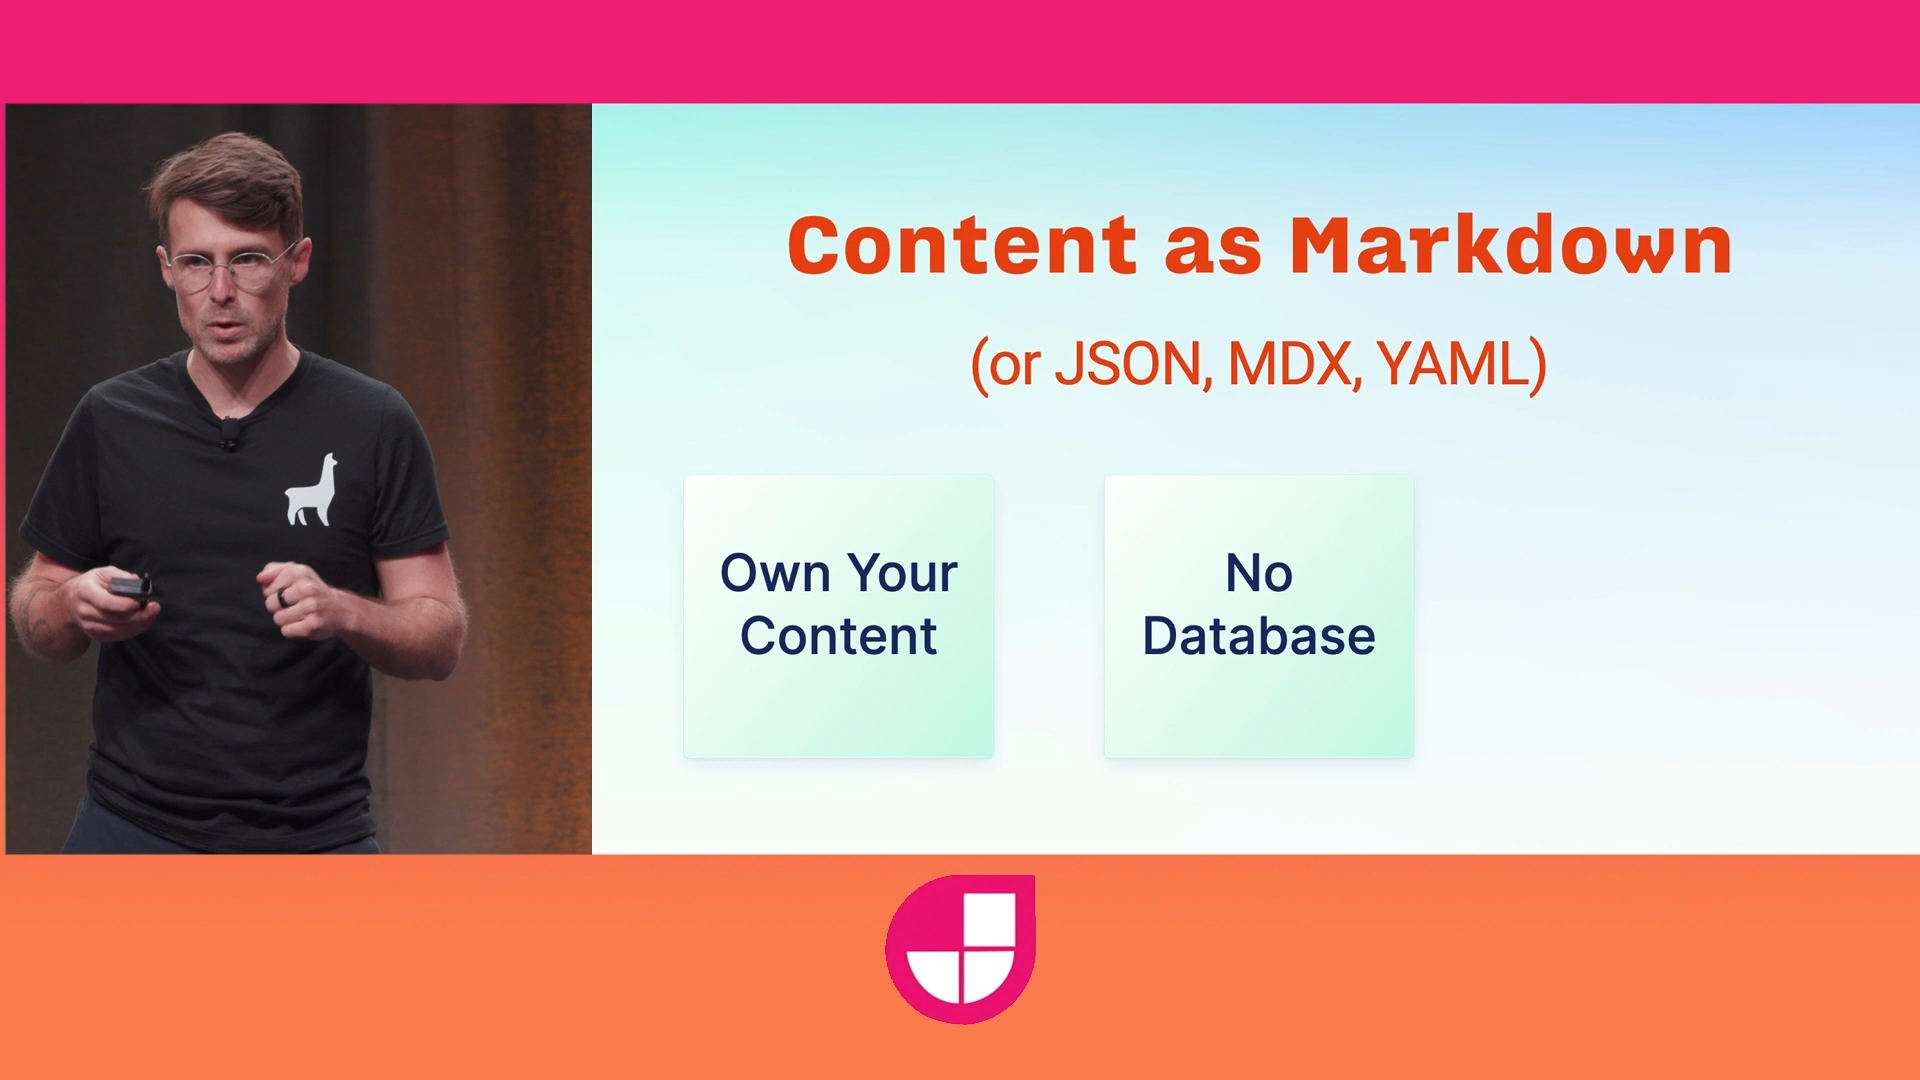 Content as Markdown
(or JSON, MDX, YAML)
Own Your
Content
No
Database